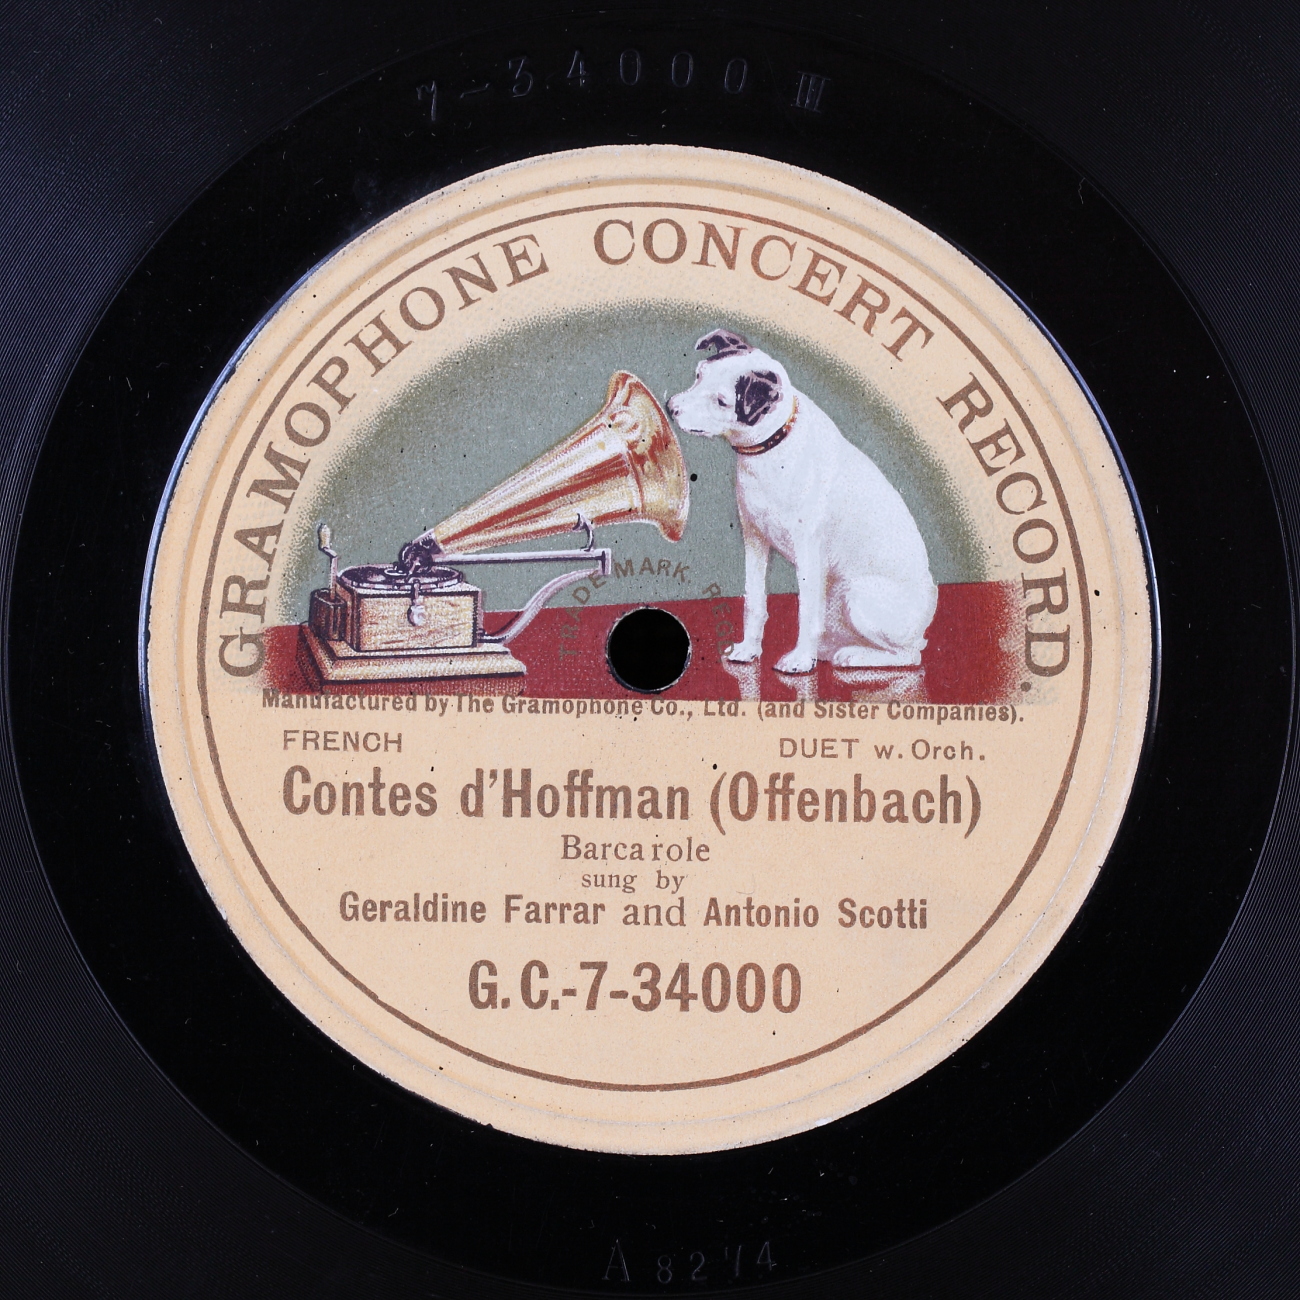 7-34000 III
GRAMOPHONE CONCERT RECORD.
TRADE MARK. REGD
Manufactured by The Gramophone Co., Ltd. (and Sister Companies).
FRENCH DUET w. Orch.
Contes d'Hoffman (Offenbach)
Barcarole
sung by
Geraldine Farrar and Antonio Scotti
G.C.-7-34000
A 8274